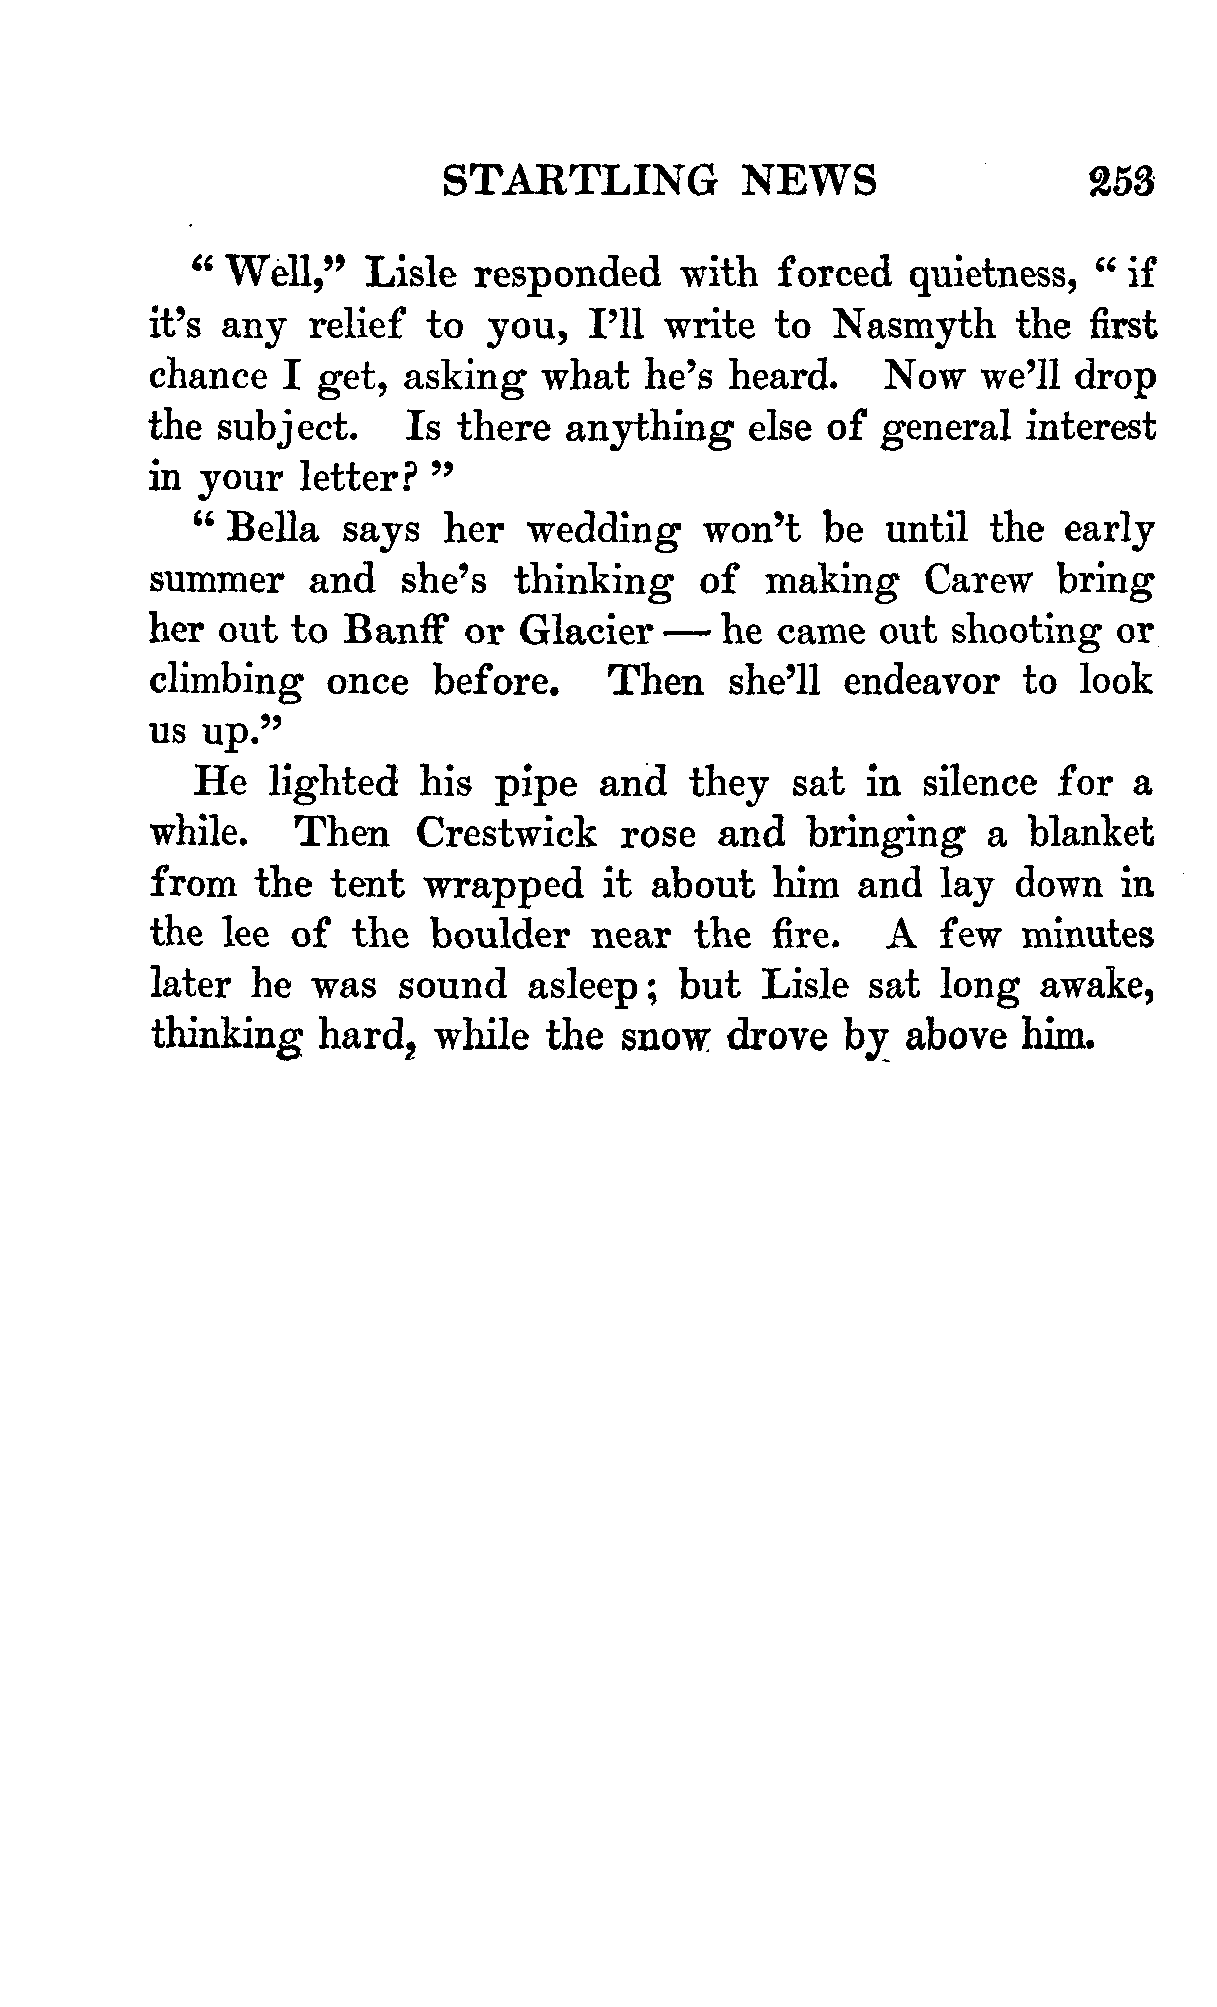 STARTLING NEWS 253
“ Well,” Lisle responded with forced quietness, “ if
it’s any relief to you, I’ll write to Nasmyth the first
chance I get, asking what he’s heard. Now we’ll drop
the subject. Is there anything else of general interest
in your letter? ”
“ Bella says her wedding won’t be until the early
summer and she’s thinking of making Carew bring
her out to Banff or Glacier — he came out shooting or
climbing once before. Then she’ll endeavor to look
us up.”
He lighted his pipe and they sat in silence for a
while. Then Crestwick rose and bringing a blanket
from the tent wrapped it about him and lay down in
the lee of the boulder near the fire. A few minutes
later he was sound asleep; but Lisle sat long awake,
thinking hard, while the snow drove by above him.